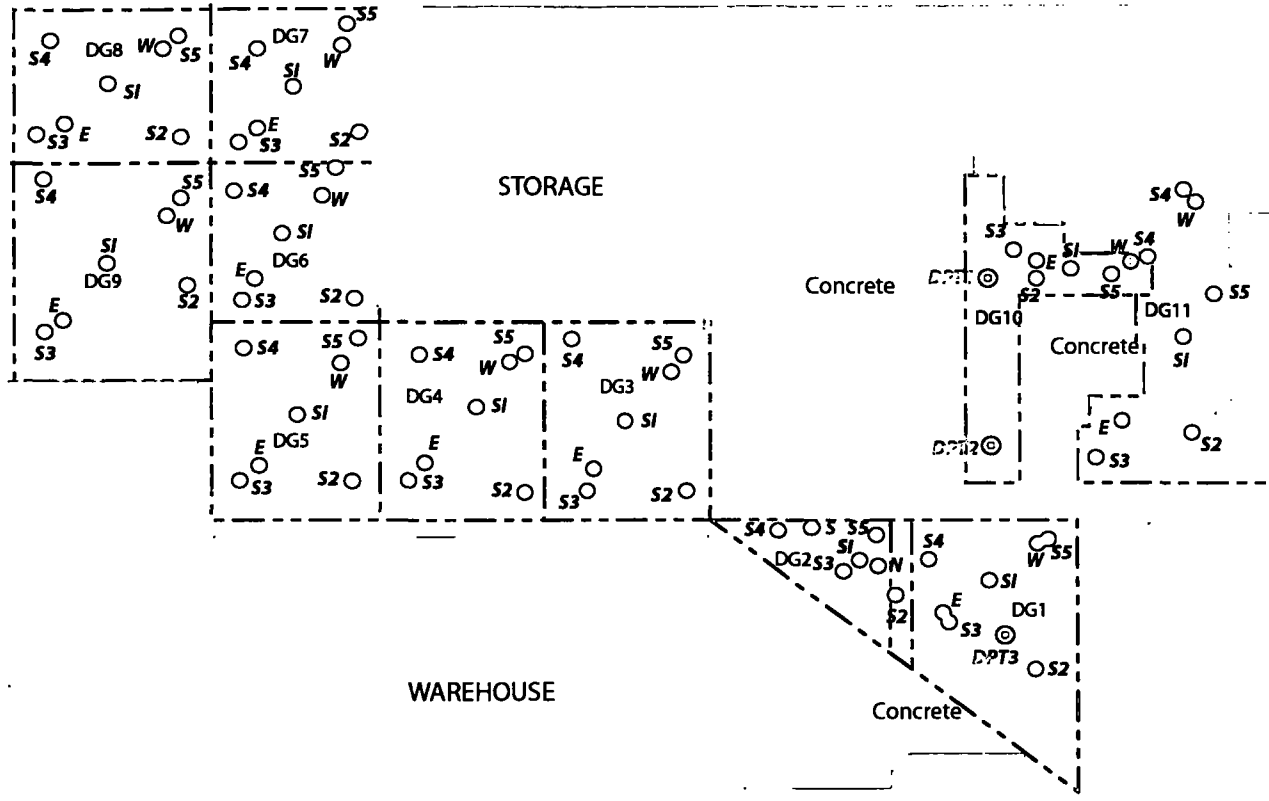 S4
DG8
W
S5
SI
S3
E
S2
S5
DG7
S4
W
SI
E
S3
S2
S4
S5
W
SI
DG9
S2
E
S3
S5
S4
W
SI
E
DG6
S3
S2
STORAGE
S4
S5
W
SI
DG5
E
S3
S2
S4
S5
W
DG4
SI
E
S3
S2
S4
S5
W
DG3
SI
E
S3
S2
Concrete
S3
DPT1
E
S2
SI
W
S4
S5
DG10
DPT2
Concrete
S4
W
S5
DG11
SI
E
S3
S2
S4
S
S5
SI
DG2
S3
N
S2
S4
W
S5
SI
E
DG1
S3
DPT3
S2
WAREHOUSE
Concrete